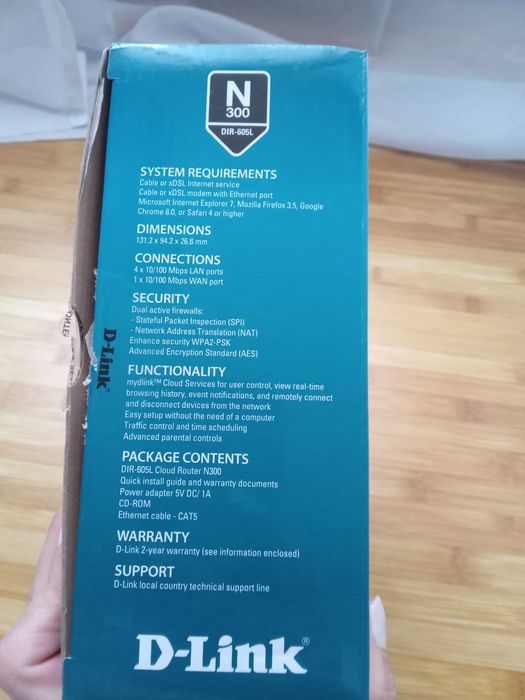 N
300
DIR-605L
SYSTEM REQUIREMENTS
Cable or xDSL Internet service
Cable or xDSL modem with Ethernet port
Microsoft Internet Explorer 7, Mozilla Firefox 3.5, Google
Chrome 8.0, or Safari 4 or higher
DIMENSIONS
131.2 x 94.2 x 26.6 mm
CONNECTIONS
4 x 10/100 Mbps LAN ports
1 x 10/100 Mbps WAN port
SECURITY
Dual active firewalls:
- Stateful Packet Inspection (SPI)
- Network Address Translation (NAT)
Enhance security WPA2-PSK
Advanced Encryption Standard (AES)
FUNCTIONALITY
mydlink™ Cloud Services for user control, view real-time
browsing history, event notifications, and remotely connect
and disconnect devices from the network
Easy setup without the need of a computer
Traffic control and time scheduling
Advanced parental controls
PACKAGE CONTENTS
DIR-605L Cloud Router N300
Quick install guide and warranty documents
Power adapter 5V DC/ 1A
CD-ROM
Ethernet cable - CAT5
WARRANTY
D-Link 2-year warranty (see information enclosed)
SUPPORT
D-Link local country technical support line
D-Link®
D-Link